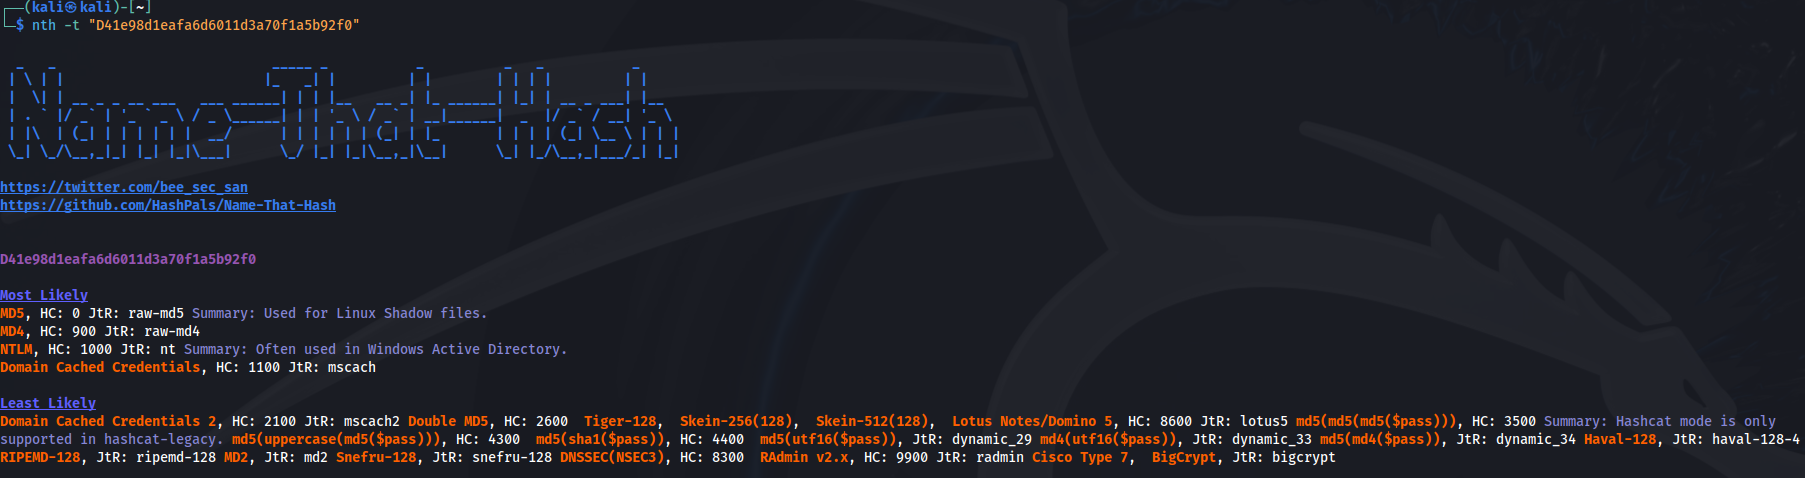 (kali㉿kali)-[~]
$ nth -t "D41e98d1eafa6d6011d3a70f1a5b92f0"
Name-That-Hash
https://twitter.com/bee_sec_san
https://github.com/HashPals/Name-That-Hash
D41e98d1eafa6d6011d3a70f1a5b92f0
Most Likely
MD5, HC: 0 JtR: raw-md5 Summary: Used for Linux Shadow files.
MD4, HC: 900 JtR: raw-md4
NTLM, HC: 1000 JtR: nt Summary: Often used in Windows Active Directory.
Domain Cached Credentials, HC: 1100 JtR: mscach
Least Likely
Domain Cached Credentials 2, HC: 2100 JtR: mscach2 Double MD5, HC: 2600  Tiger-128,  Skein-256(128),  Skein-512(128),  Lotus Notes/Domino 5, HC: 8600 JtR: lotus5 md5(md5(md5($pass))), HC: 3500 Summary: Hashcat mode is only
supported in hashcat-legacy. md5(uppercase(md5($pass))), HC: 4300  md5(sha1($pass)), HC: 4400  md5(utf16($pass)), JtR: dynamic_29 md4(utf16($pass)), JtR: dynamic_33 md5(md4($pass)), JtR: dynamic_34 Haval-128, JtR: haval-128-4
RIPEMD-128, JtR: ripemd-128 MD2, JtR: md2 Snefru-128, JtR: snefru-128 DNSSEC(NSEC3), HC: 8300  RAdmin v2.x, HC: 9900 JtR: radmin Cisco Type 7,  BigCrypt, JtR: bigcrypt